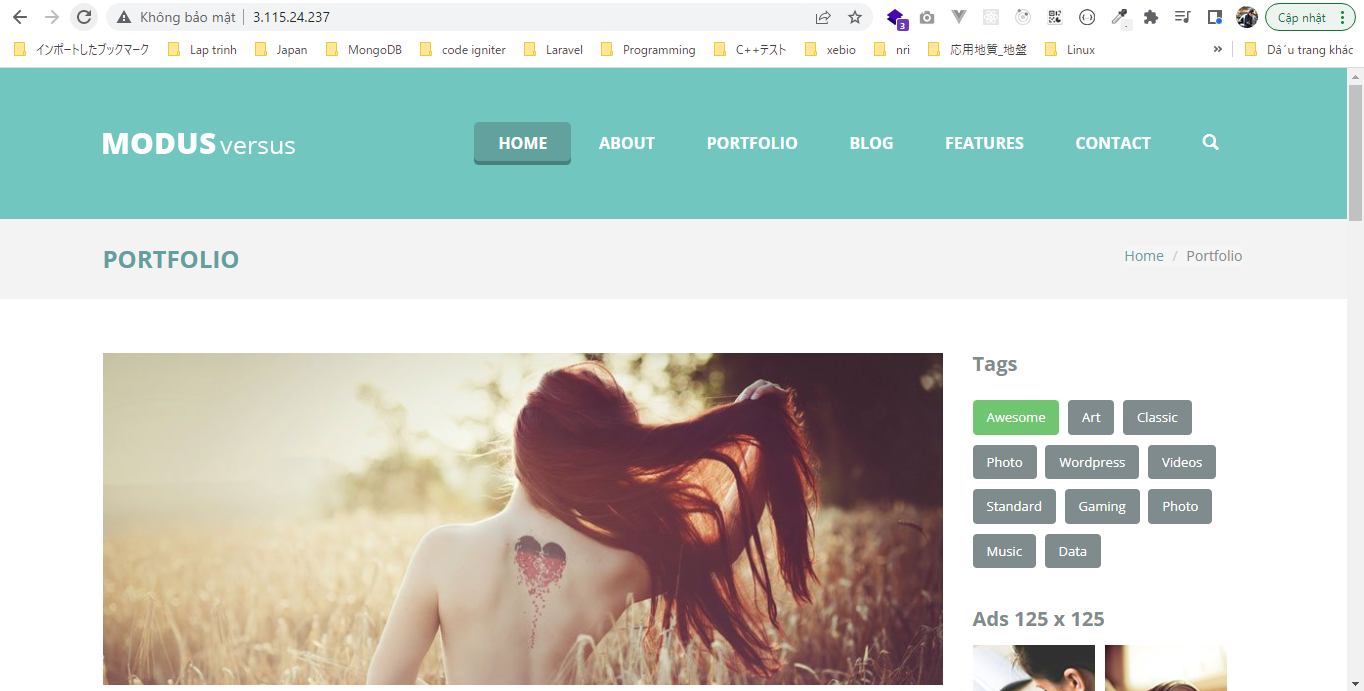 Không bảo mật 3.115.24.237 3 Cập nhật
インポートしたブックマーク Lap trinh Japan MongoDB code igniter Laravel Programming C++テスト xebio nri 応用地質_地盤 Linux » Dấu trang khác
MODUS versus HOME ABOUT PORTFOLIO BLOG FEATURES CONTACT
PORTFOLIO Home / Portfolio
Tags
Awesome Art Classic
Photo Wordpress Videos
Standard Gaming Photo
Music Data
Ads 125 x 125